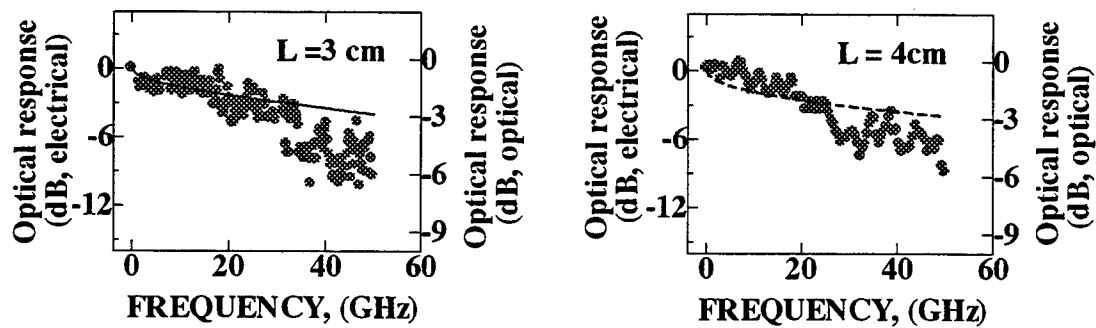 Optical response
(dB, electrical)
0
-6
-12
L =3 cm
0
-3
-6
-9
Optical response
(dB, optical)
0 20 40 60
FREQUENCY, (GHz)
Optical response
(dB, electrical)
0
-6
-12
L = 4cm
0
-3
-6
-9
Optical response
(dB, optical)
0 20 40 60
FREQUENCY, (GHz)